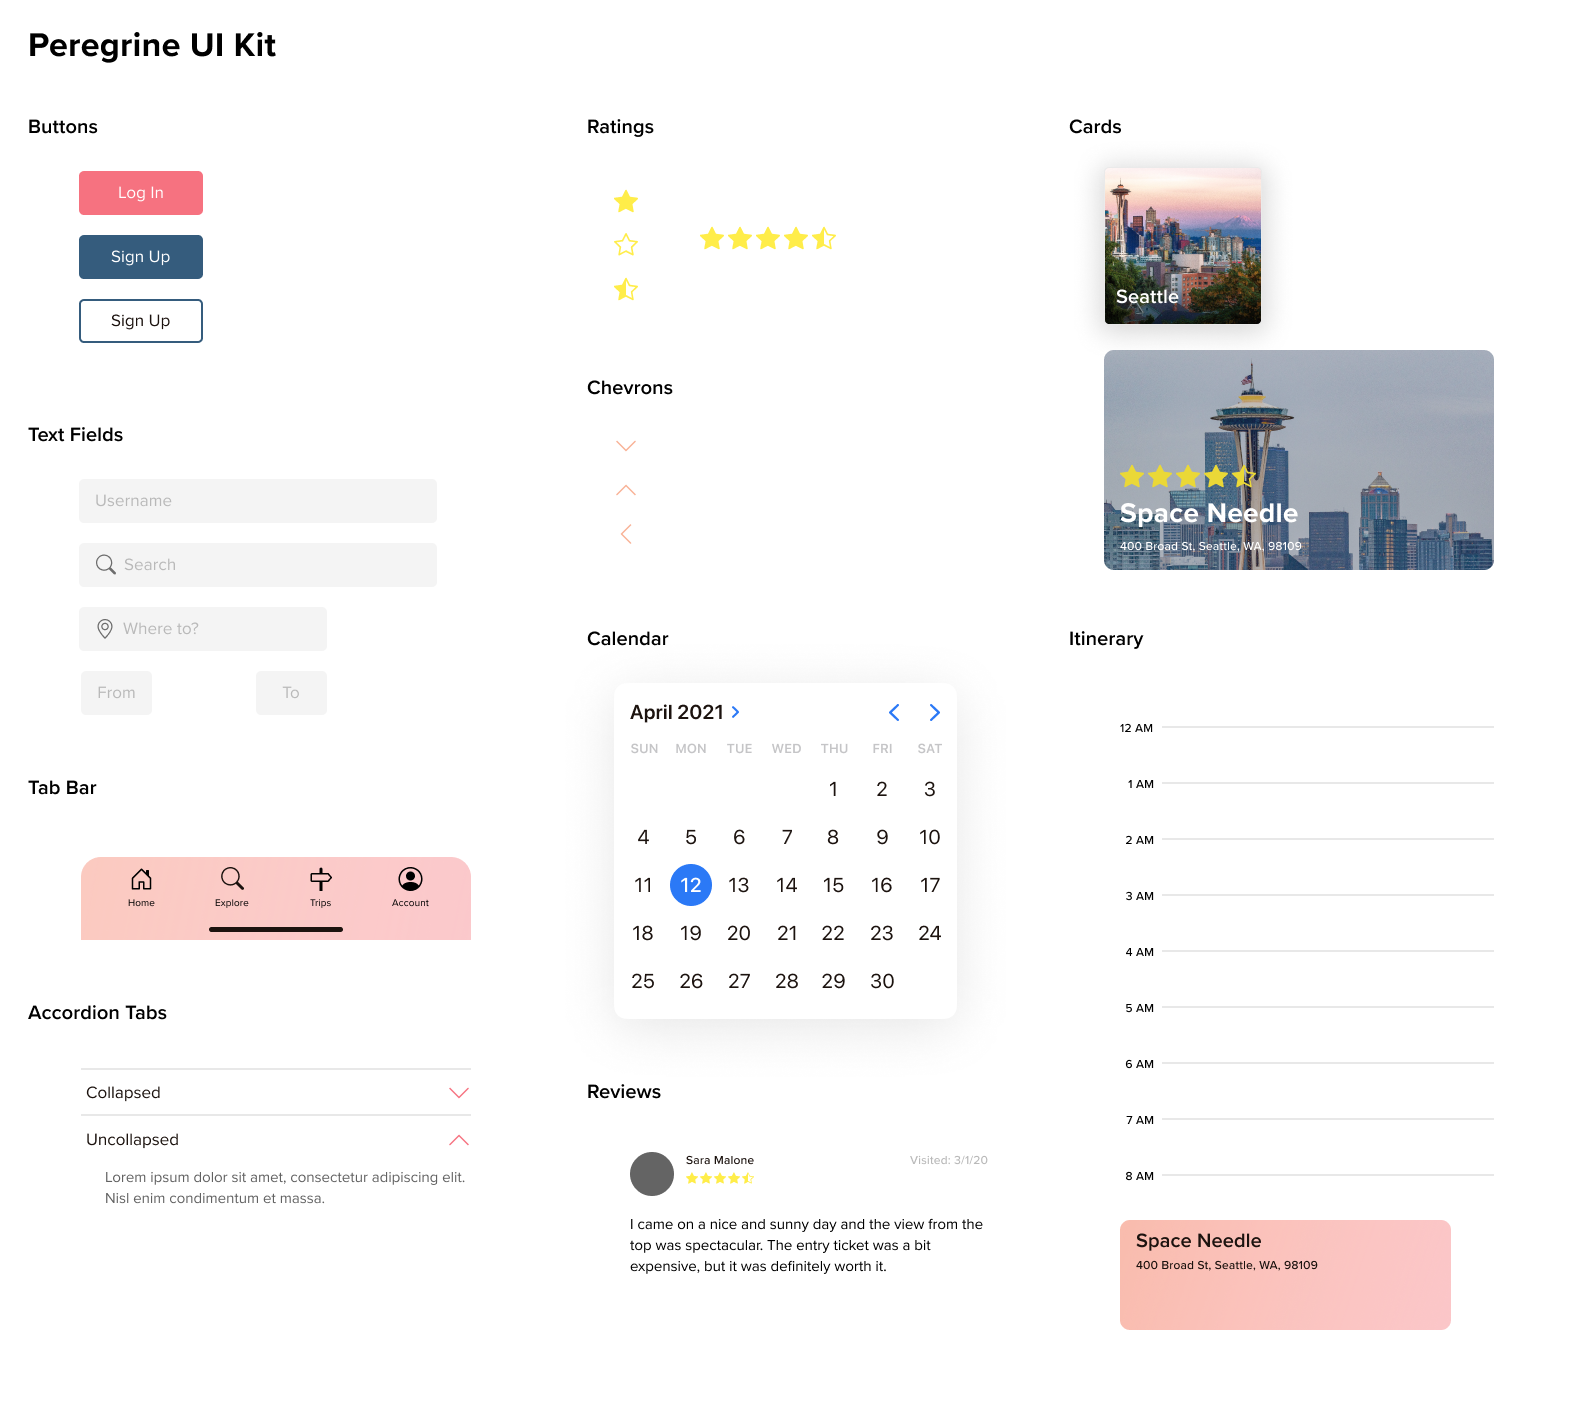 Peregrine UI Kit
Buttons
Log In
Sign Up
Sign Up
Text Fields
Username
Search
Where to?
From To
Tab Bar
Home Explore Trips Account
Accordion Tabs
Collapsed
Uncollapsed
Lorem ipsum dolor sit amet, consectetur adipiscing elit.
Nisl enim condimentum et massa.
Ratings
Chevrons
Calendar
April 2021
SUN MON TUE WED THU FRI SAT
1 2 3
4 5 6 7 8 9 10
11 12 13 14 15 16 17
18 19 20 21 22 23 24
25 26 27 28 29 30
Reviews
Sara Malone Visited: 3/1/20
I came on a nice and sunny day and the view from the
top was spectacular. The entry ticket was a bit
expensive, but it was definitely worth it.
Cards
Seattle
Space Needle
400 Broad St, Seattle, WA, 98109
Itinerary
12 AM
1 AM
2 AM
3 AM
4 AM
5 AM
6 AM
7 AM
8 AM
Space Needle
400 Broad St, Seattle, WA, 98109